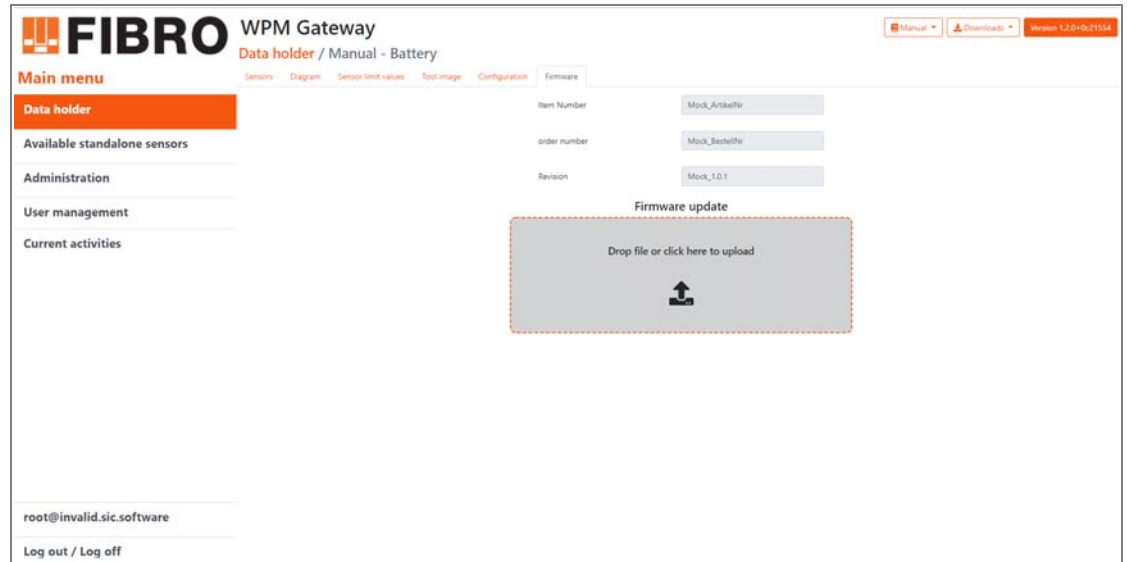 FIBRO
WPM Gateway
Manual
Downloads
Version 1.2.0+0c21554
Data holder / Manual - Battery
Main menu
Sensors Diagram Sensor limit values Tool image Configuration Firmware
Data holder
Item Number Mock_ArtikelNr
Available standalone sensors
order number Mock_BestellNr
Administration
Revision Mock_1.0.1
User management
Firmware update
Current activities
Drop file or click here to upload
root@invalid.sic.software
Log out / Log off